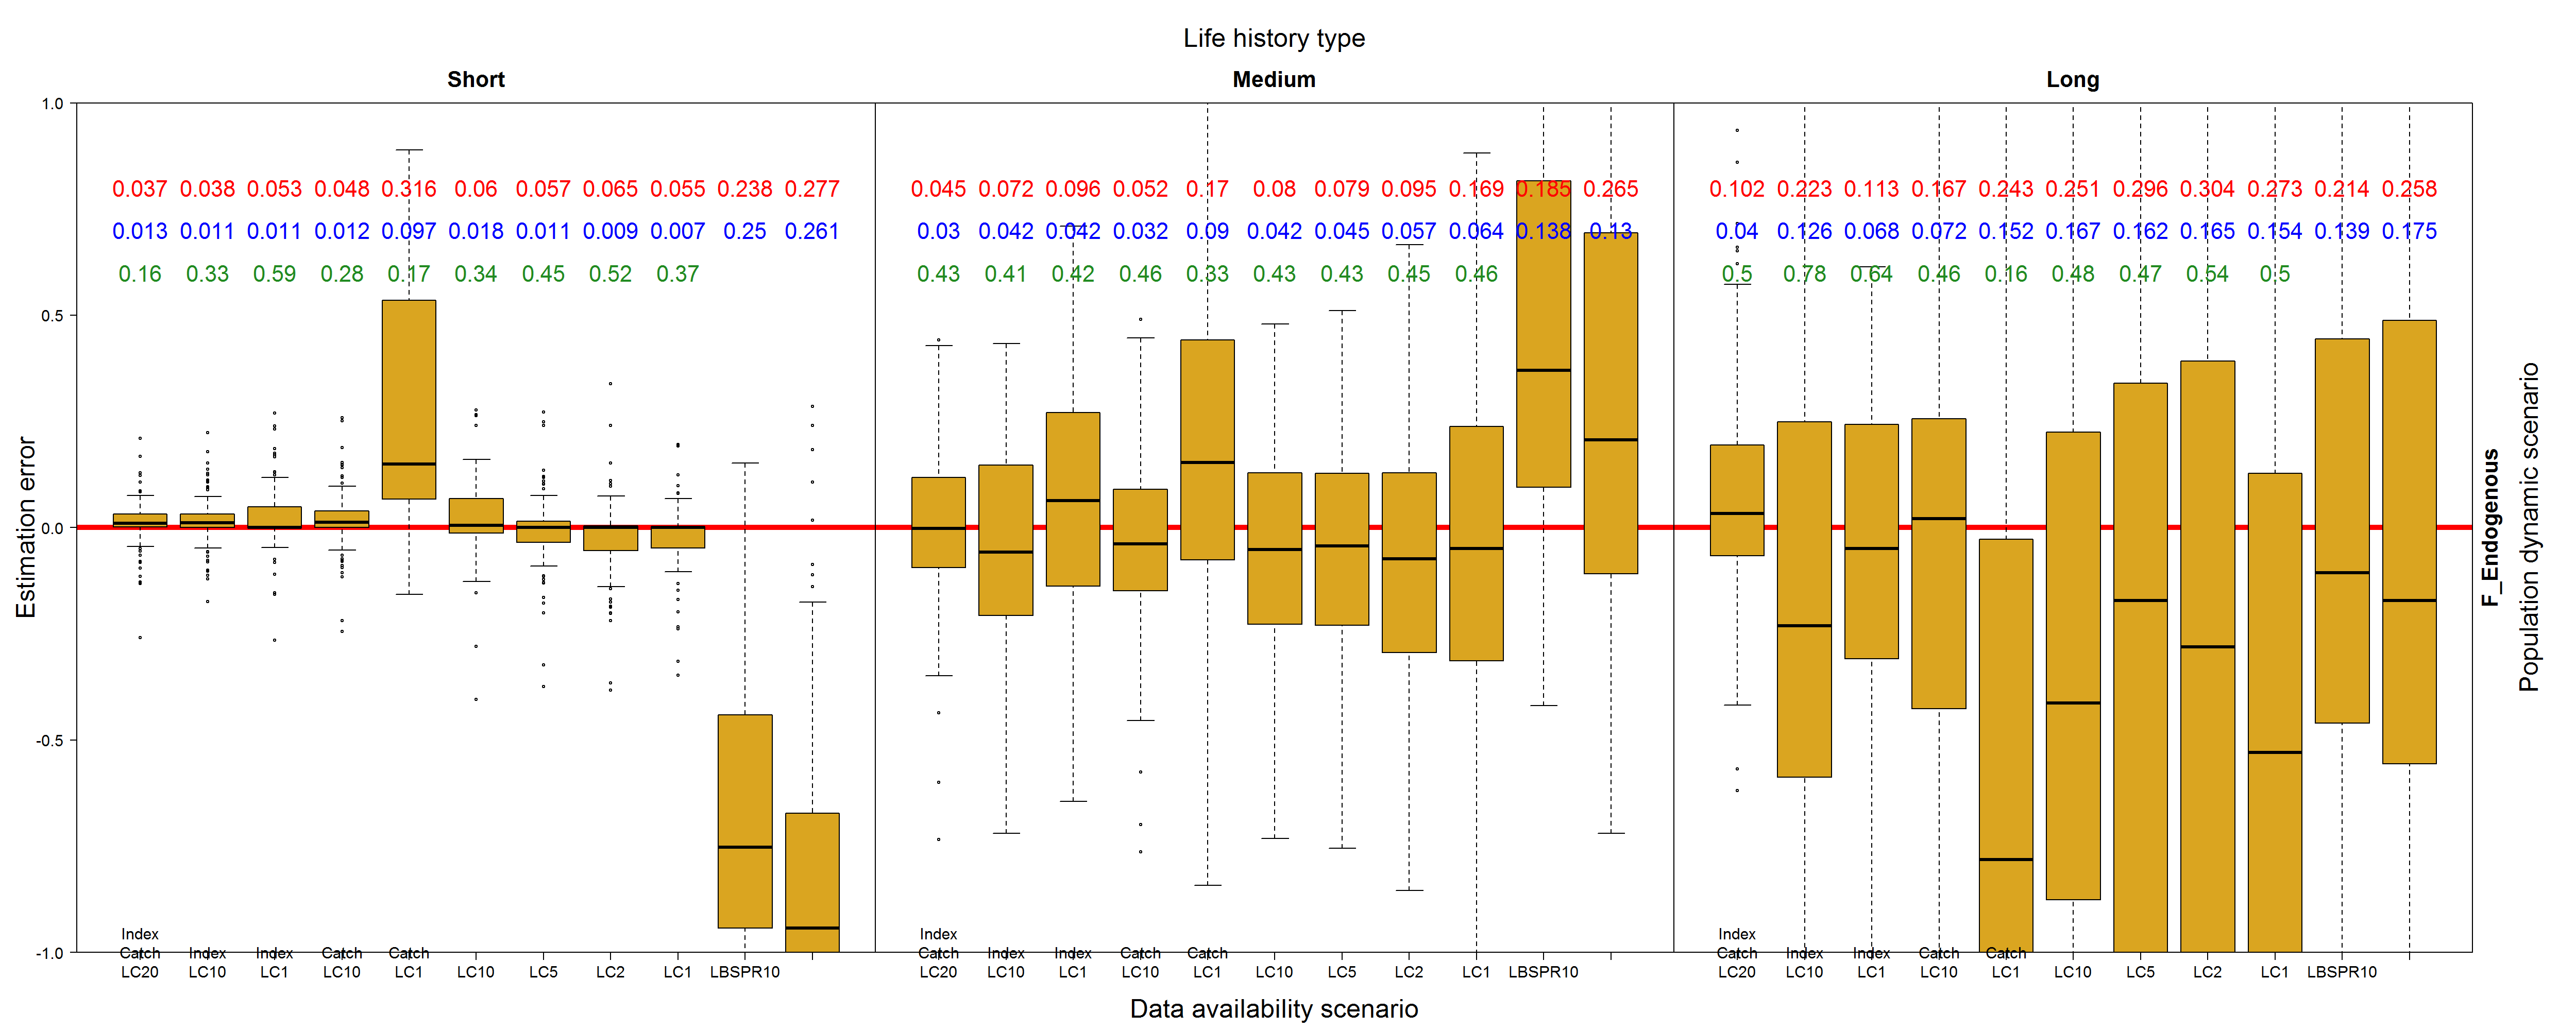 Life history type
Short Medium Long
1.0
0.037 0.038 0.053 0.048 0.316 0.06 0.057 0.065 0.055 0.238 0.277 0.045 0.072 0.096 0.052 0.17 0.08 0.079 0.095 0.169 0.185 0.265 0.102 0.223 0.113 0.167 0.243 0.251 0.296 0.304 0.273 0.214 0.258
0.013 0.011 0.011 0.012 0.097 0.018 0.011 0.009 0.007 0.25 0.261 0.03 0.042 0.042 0.032 0.09 0.042 0.045 0.057 0.064 0.138 0.13 0.04 0.126 0.068 0.072 0.152 0.167 0.162 0.165 0.154 0.139 0.175
0.16 0.33 0.59 0.28 0.17 0.34 0.45 0.52 0.37 0.43 0.41 0.42 0.46 0.33 0.43 0.43 0.45 0.46 0.5 0.78 0.64 0.46 0.16 0.48 0.47 0.54 0.5
0.5
0.0
-0.5
-1.0
Estimation error
F_Endogenous
Population dynamic scenario
Index Index Index
Catch Index Index Catch Catch Catch Index Index Catch Catch Catch Index Index Catch Catch
LC20 LC10 LC1 LC10 LC1 LC10 LC5 LC2 LC1 LBSPR10 LC20 LC10 LC1 LC10 LC1 LC10 LC5 LC2 LC1 LBSPR10 LC20 LC10 LC1 LC10 LC1 LC10 LC5 LC2 LC1 LBSPR10
Data availability scenario